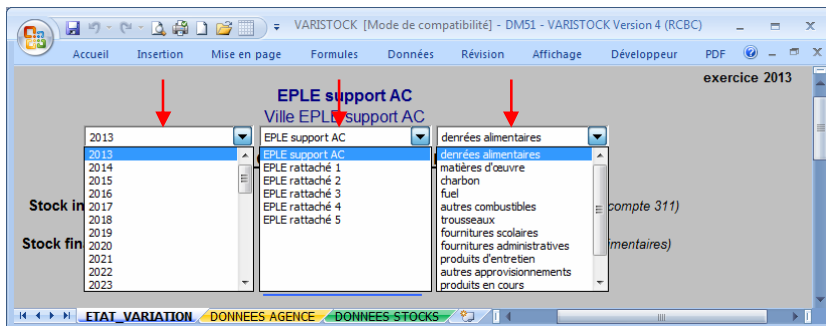 VARISTOCK [Mode de compatibilité] - DM51 - VARISTOCK Version 4 (RCBC)
Accueil Insertion Mise en page Formules Données Révision Affichage Développeur PDF
exercice 2013
EPLE support AC
Ville EPLE support AC
2013 EPLE support AC denrées alimentaires
2013 EPLE support AC denrées alimentaires
2014 EPLE rattaché 1 matières d'œuvre
2015 EPLE rattaché 2 charbon
2016 EPLE rattaché 3 fuel
Stock in 2017 EPLE rattaché 4 autres combustibles compte 311)
2018 EPLE rattaché 5 trousseaux
2019 fournitures scolaires
Stock fin 2020 fournitures administratives imentaires)
2021 produits d'entretien
2022 autres approvisionnements
2023 produits en cours
ETAT_VARIATION DONNEES AGENCE DONNEES STOCKS